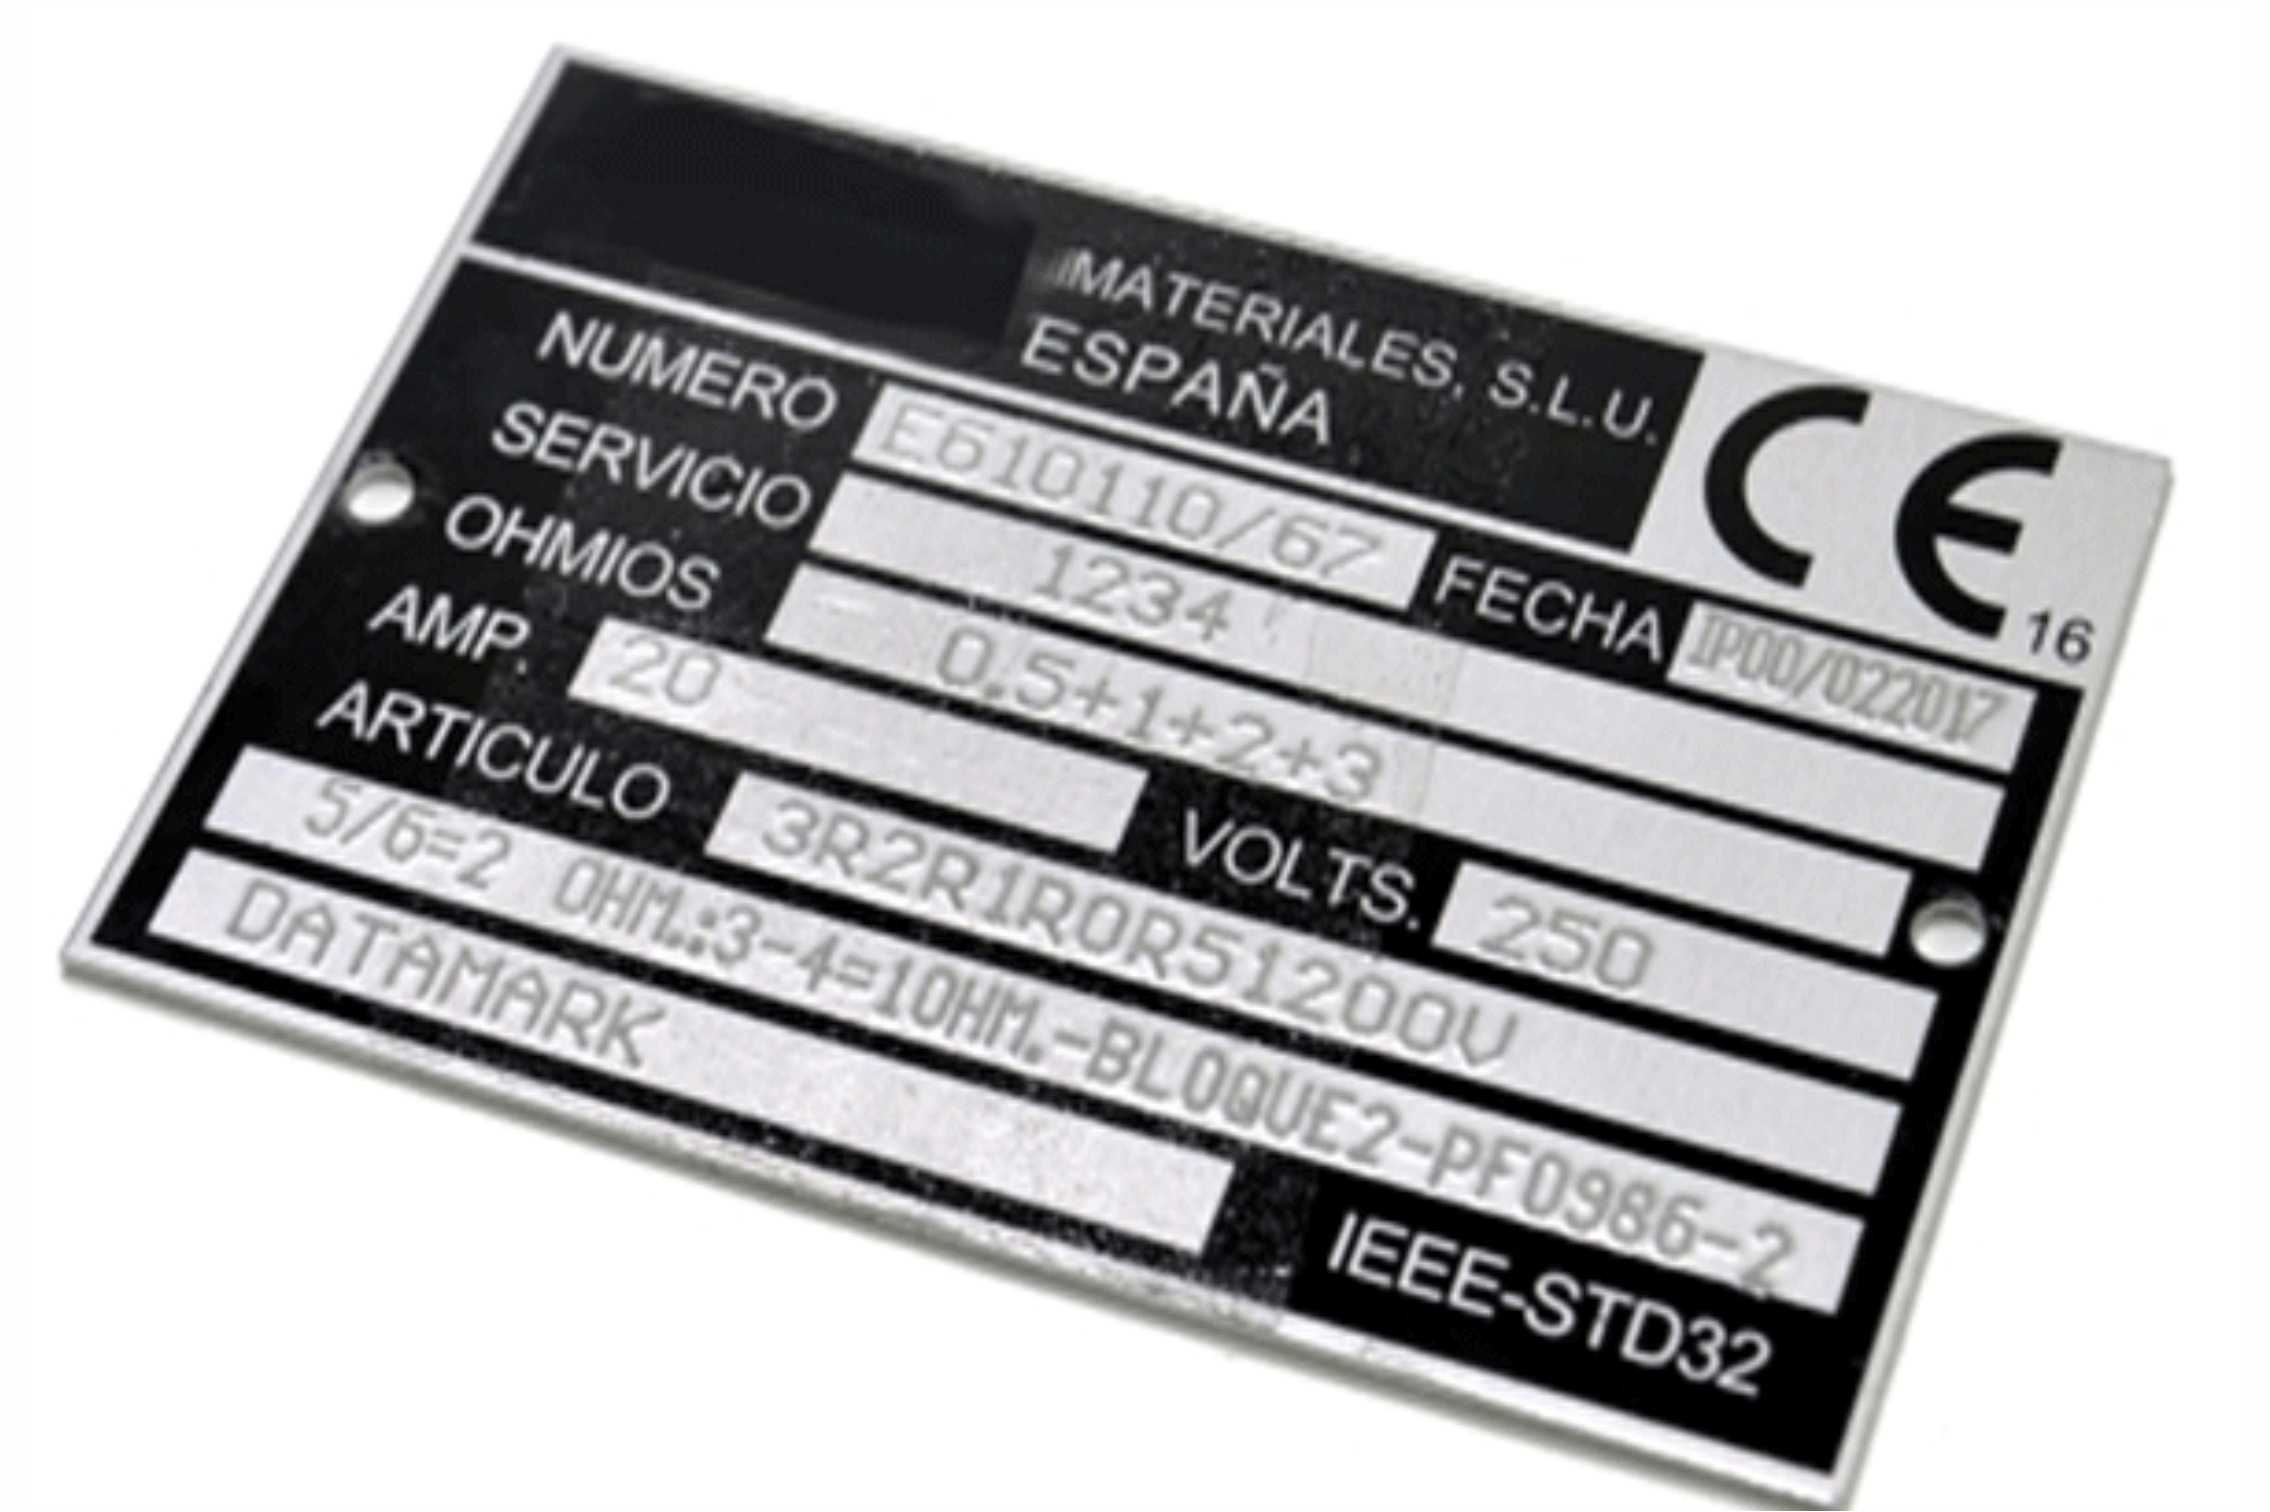 MATERIALES, S.L.U.
ESPAÑA
CE 16
NUMERO E610110/67 FECHA IP00/022017
SERVICIO 1234
OHMIOS 0.5+1+2+3
AMP. 20 VOLTS. 250
ARTICULO 3R2R1R0R51200V
5/6=2 OHM.:3-4=1OHM.-BLOQUE2-PF0986-2
DATAMARK
IEEE-STD32